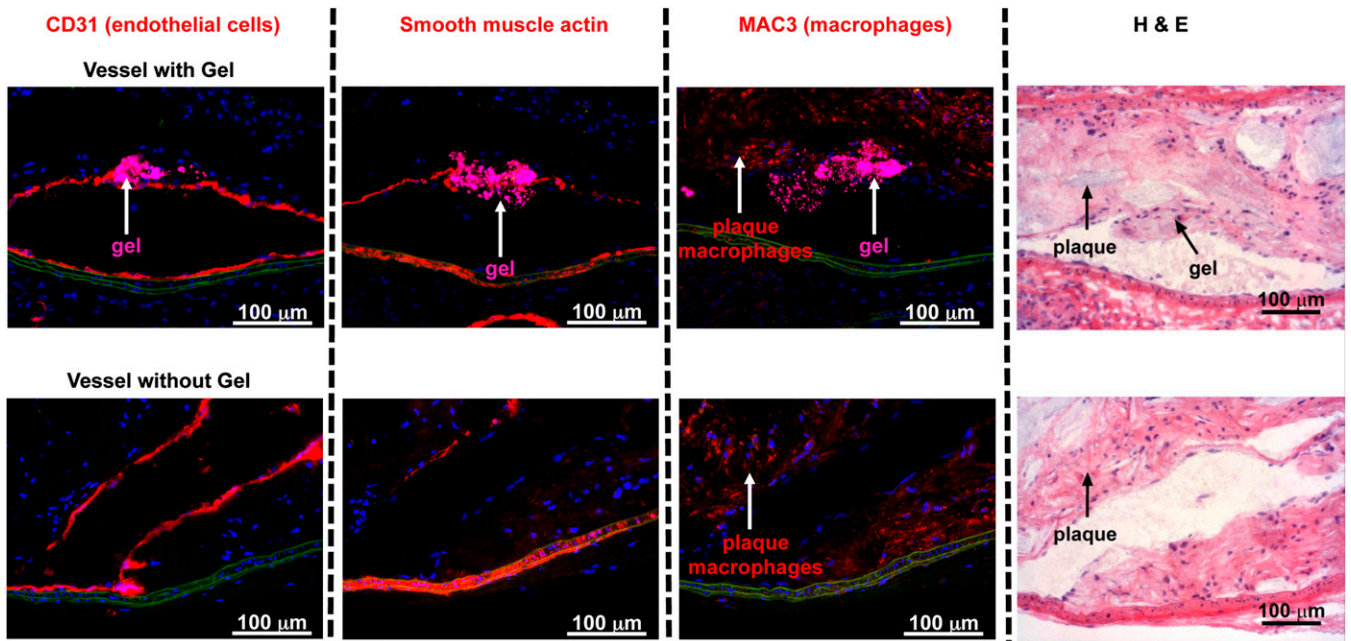 CD31 (endothelial cells)
Smooth muscle actin
MAC3 (macrophages)
H & E
Vessel with Gel
gel
100 μm
gel
100 μm
plaque
macrophages
gel
100 μm
plaque
gel
100 μm
Vessel without Gel
100 μm
100 μm
plaque
macrophages
100 μm
plaque
100 μm